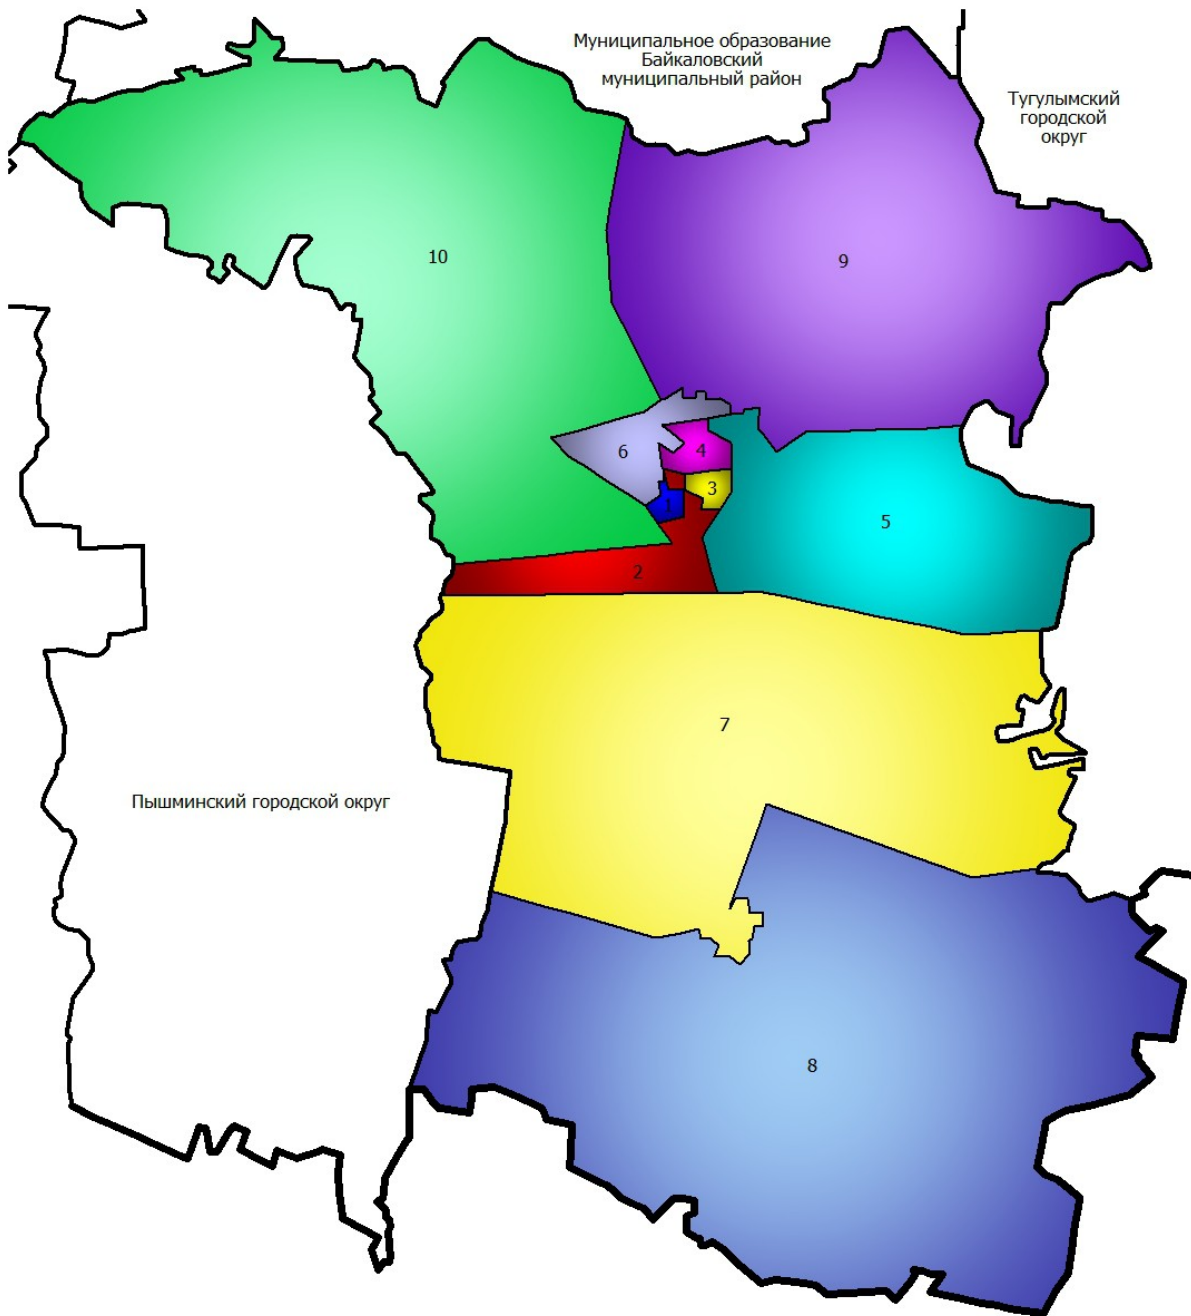 Муниципальное образование
Байкаловский
муниципальный район
Тугулымский
городской
округ
10
9
6
4
3
1
5
2
7
Пышминский городской округ
8